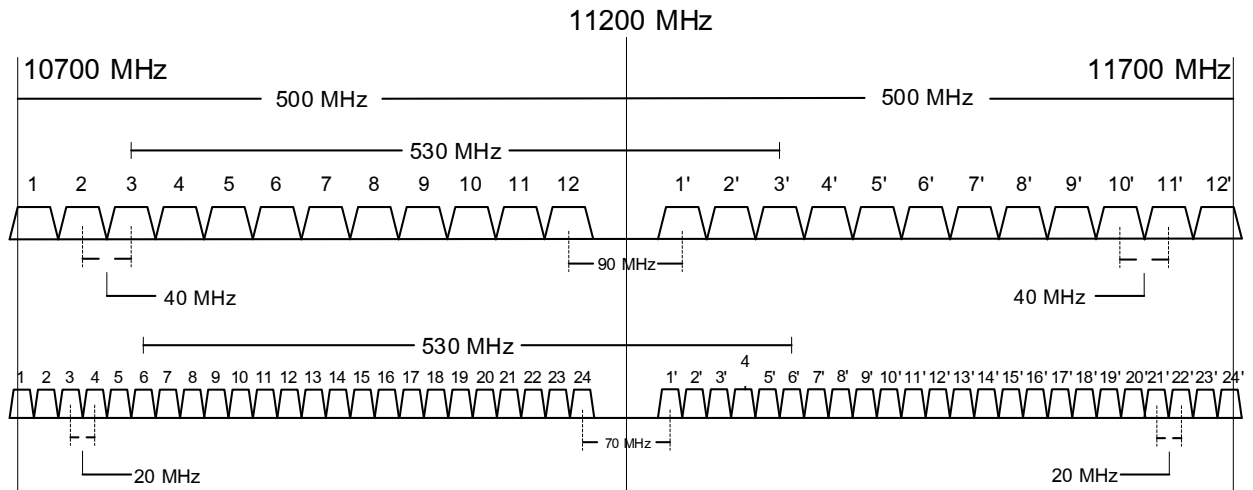 11200 MHz
10700 MHz 11700 MHz
500 MHz 500 MHz
530 MHz
1 2 3 4 5 6 7 8 9 10 11 12 1' 2' 3' 4' 5' 6' 7' 8' 9' 10' 11' 12'
90 MHz
40 MHz 40 MHz
530 MHz
1 2 3 4 5 6 7 8 9 10 11 12 13 14 15 16 17 18 19 20 21 22 23 24 1' 2' 3' 4' 5' 6' 7' 8' 9' 10' 11' 12' 13' 14' 15' 16' 17' 18' 19' 20' 21' 22' 23' 24'
70 MHz
20 MHz 20 MHz